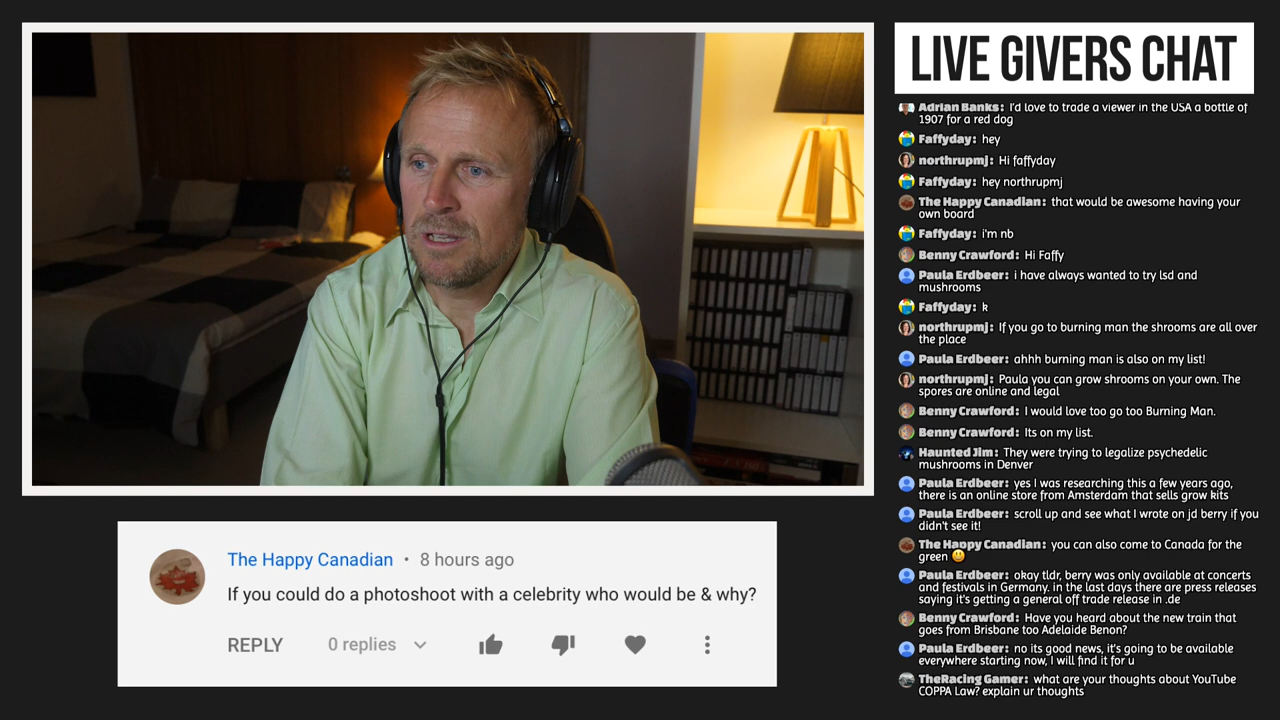 LIVE GIVERS CHAT
Adrian Banks: I'd love to trade a viewer in the USA a bottle of
1907 for a red dog
Faffyday: hey
northrupmj: Hi faffyday
Faffyday: hey northrupmj
The Happy Canadian: that would be awesome having your
own board
Faffyday: i'm nb
Benny Crawford: Hi Faffy
Paula Erdbeer: i have always wanted to try lsd and
mushrooms
Faffyday: k
northrupmj: If you go to burning man the shrooms are all over
the place
Paula Erdbeer: ahhh burning man is also on my list!
northrupmj: Paula you can grow shrooms on your own. The
spores are online and legal
Benny Crawford: I would love too go too Burning Man.
Benny Crawford: Its on my list.
Haunted Jim: They were trying to legalize psychedelic
mushrooms in Denver
Paula Erdbeer: yes I was researching this a few years ago,
there is an online store from Amsterdam that sells grow kits
Paula Erdbeer: scroll up and see what I wrote on jd berry if you
didn't see it!
The Happy Canadian: you can also come to Canada for the
green 😃
Paula Erdbeer: okay tldr, berry was only available at concerts
and festivals in Germany. in the last days there are press releases
saying it's getting a general off trade release in .de
Benny Crawford: Have you heard about the new train that
goes from Brisbane too Adelaide Benon?
Paula Erdbeer: no its good news, it's going to be available
everywhere starting now, I will find it for u
TheRacing Gamer: what are your thoughts about YouTube
COPPA Law? explain ur thoughts
The Happy Canadian • 8 hours ago
If you could do a photoshoot with a celebrity who would be & why?
REPLY 0 replies